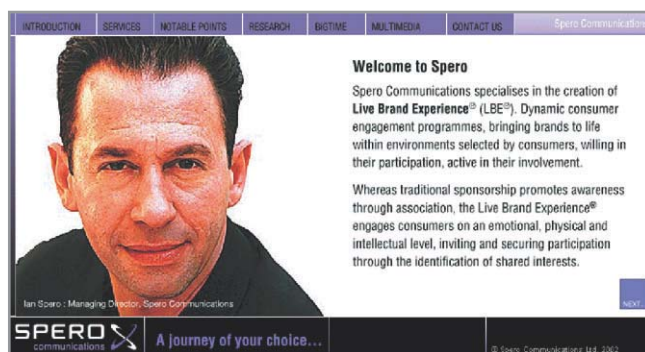 INTRODUCTION SERVICES NOTABLE POINTS RESEARCH BIGTIME MULTIMEDIA CONTACT US Spero Communications
Welcome to Spero
Spero Communications specialises in the creation of
Live Brand Experience® (LBE®). Dynamic consumer
engagement programmes, bringing brands to life
within environments selected by consumers, willing in
their participation, active in their involvement.
Whereas traditional sponsorship promotes awareness
through association, the Live Brand Experience®
engages consumers on an emotional, physical and
intellectual level, inviting and securing participation
through the identification of shared interests.
Ian Spero : Managing Director, Spero Communications
NEXT..
SPERO
communications
A journey of your choice...
© Spero Communications Ltd. 2002